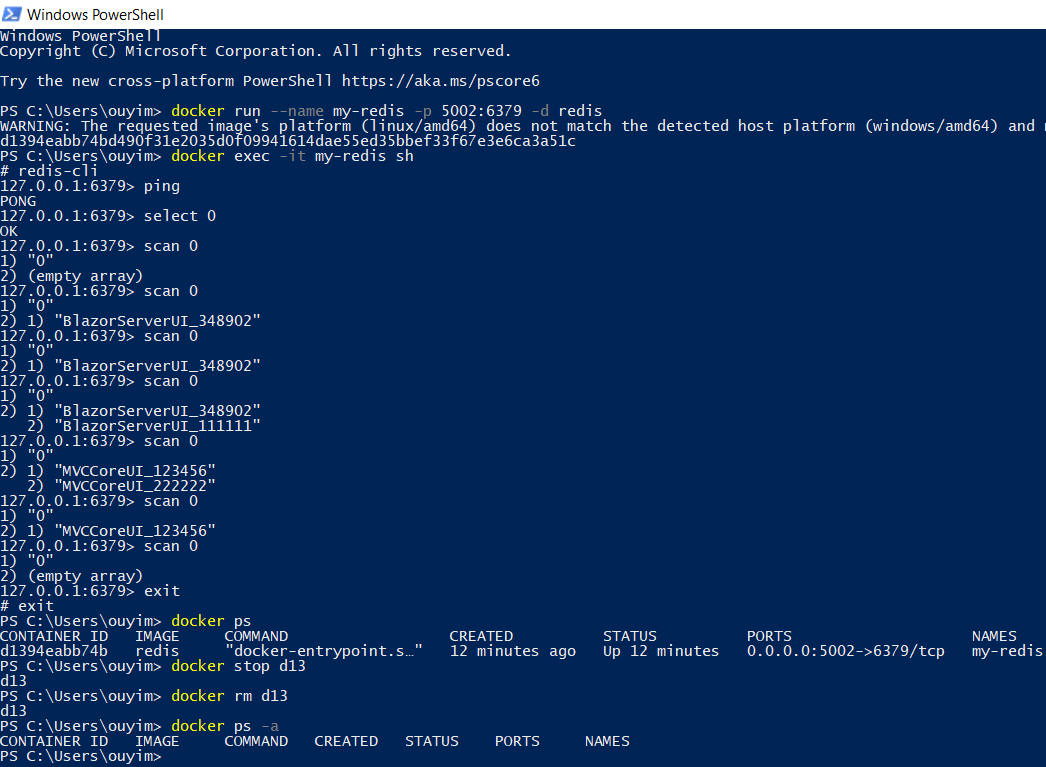 Windows PowerShell
Windows PowerShell
Copyright (C) Microsoft Corporation. All rights reserved.
Try the new cross-platform PowerShell https://aka.ms/pscore6
PS C:\Users\ouyim> docker run --name my-redis -p 5002:6379 -d redis
WARNING: The requested image's platform (linux/amd64) does not match the detected host platform (windows/amd64) and
d1394eabb74bd490f31e2035d0f09941614dae55ed35bbef33f67e3e6ca3a51c
PS C:\Users\ouyim> docker exec -it my-redis sh
# redis-cli
127.0.0.1:6379> ping
PONG
127.0.0.1:6379> select 0
OK
127.0.0.1:6379> scan 0
1) "0"
2) (empty array)
127.0.0.1:6379> scan 0
1) "0"
2) 1) "BlazorServerUI_348902"
127.0.0.1:6379> scan 0
1) "0"
2) 1) "BlazorServerUI_348902"
127.0.0.1:6379> scan 0
1) "0"
2) 1) "BlazorServerUI_348902"
2) "BlazorServerUI_111111"
127.0.0.1:6379> scan 0
1) "0"
2) 1) "MVCCoreUI_123456"
2) "MVCCoreUI_222222"
127.0.0.1:6379> scan 0
1) "0"
2) 1) "MVCCoreUI_123456"
127.0.0.1:6379> scan 0
1) "0"
2) (empty array)
127.0.0.1:6379> exit
# exit
PS C:\Users\ouyim> docker ps
CONTAINER ID IMAGE COMMAND CREATED STATUS PORTS NAMES
d1394eabb74b redis "docker-entrypoint.s…" 12 minutes ago Up 12 minutes 0.0.0.0:5002->6379/tcp my-redis
PS C:\Users\ouyim> docker stop d13
d13
PS C:\Users\ouyim> docker rm d13
d13
PS C:\Users\ouyim> docker ps -a
CONTAINER ID IMAGE COMMAND CREATED STATUS PORTS NAMES
PS C:\Users\ouyim>